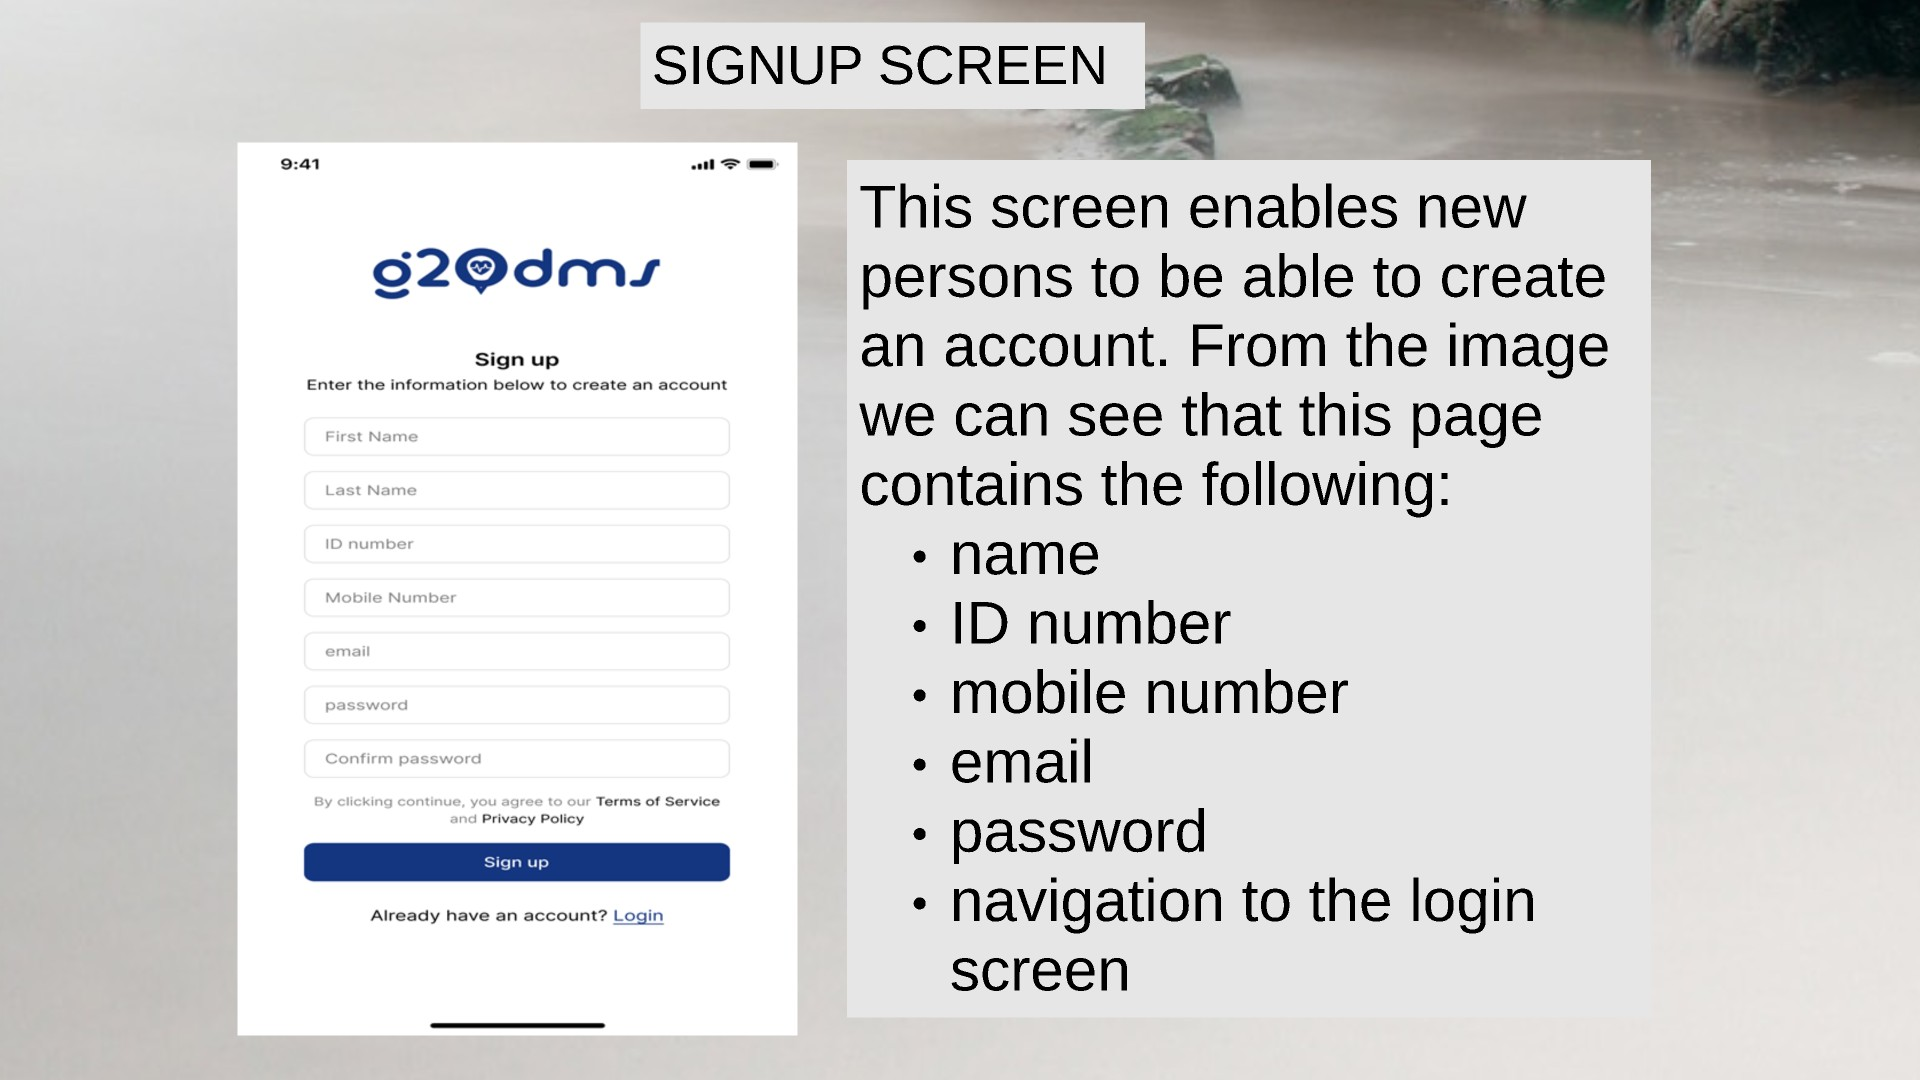 SIGNUP SCREEN
9:41
g2dms
Sign up
Enter the information below to create an account
First Name
Last Name
ID number
Mobile Number
email
password
Confirm password
By clicking continue, you agree to our Terms of Service
and Privacy Policy
Sign up
Already have an account? Login
This screen enables new
persons to be able to create
an account. From the image
we can see that this page
contains the following:
• name
• ID number
• mobile number
• email
• password
• navigation to the login
screen